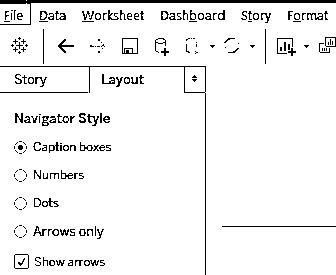 File Data Worksheet Dashboard Story Format
Story Layout
Navigator Style
Caption boxes
Numbers
Dots
Arrows only
Show arrows